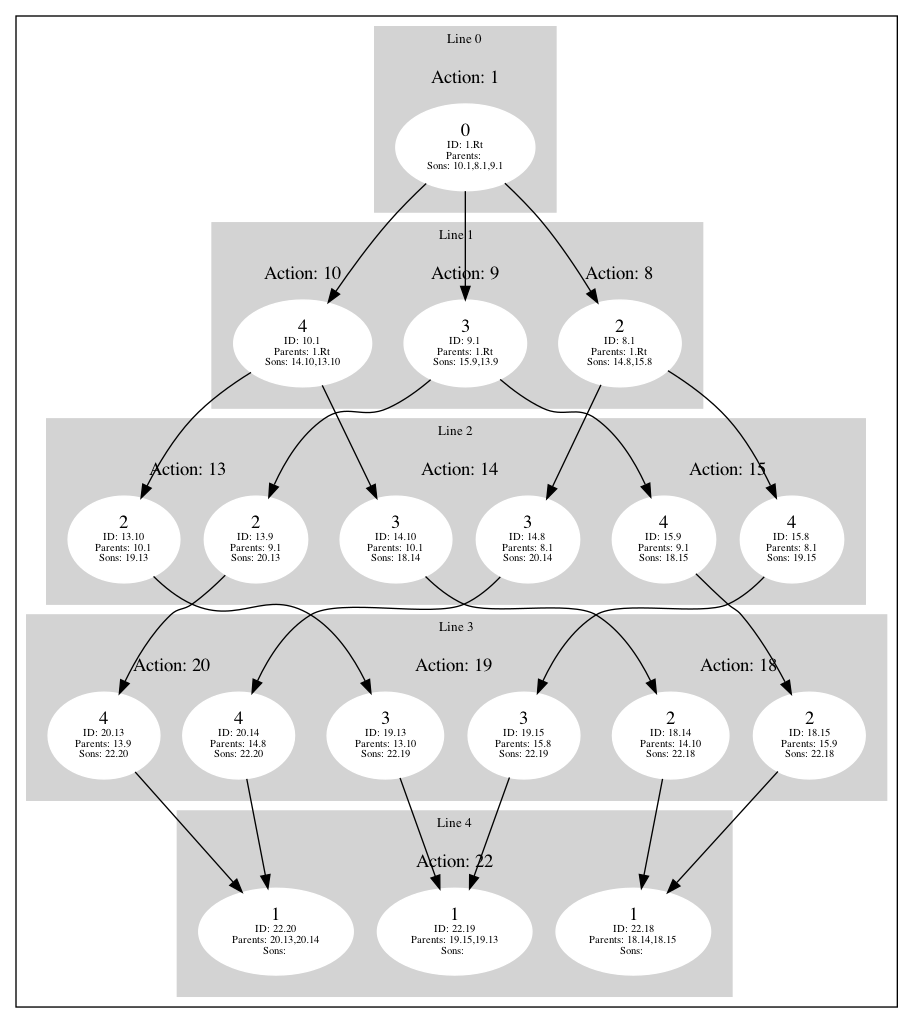 Line 0
Action: 1
0
ID: 1.Rt
Parents:
Sons: 10.1,8.1,9.1
Line 1
Action: 10
Action: 9
Action: 8
4
ID: 10.1
Parents: 1.Rt
Sons: 14.10,13.10
3
ID: 9.1
Parents: 1.Rt
Sons: 15.9,13.9
2
ID: 8.1
Parents: 1.Rt
Sons: 14.8,15.8
Line 2
Action: 13
Action: 14
Action: 15
2
ID: 13.10
Parents: 10.1
Sons: 19.13
2
ID: 13.9
Parents: 9.1
Sons: 20.13
3
ID: 14.10
Parents: 10.1
Sons: 18.14
3
ID: 14.8
Parents: 8.1
Sons: 20.14
4
ID: 15.9
Parents: 9.1
Sons: 18.15
4
ID: 15.8
Parents: 8.1
Sons: 19.15
Line 3
Action: 20
Action: 19
Action: 18
4
ID: 20.13
Parents: 13.9
Sons: 22.20
4
ID: 20.14
Parents: 14.8
Sons: 22.20
3
ID: 19.13
Parents: 13.10
Sons: 22.19
3
ID: 19.15
Parents: 15.8
Sons: 22.19
2
ID: 18.14
Parents: 14.10
Sons: 22.18
2
ID: 18.15
Parents: 15.9
Sons: 22.18
Line 4
Action: 22
1
ID: 22.20
Parents: 20.13,20.14
Sons:
1
ID: 22.19
Parents: 19.15,19.13
Sons:
1
ID: 22.18
Parents: 18.14,18.15
Sons: